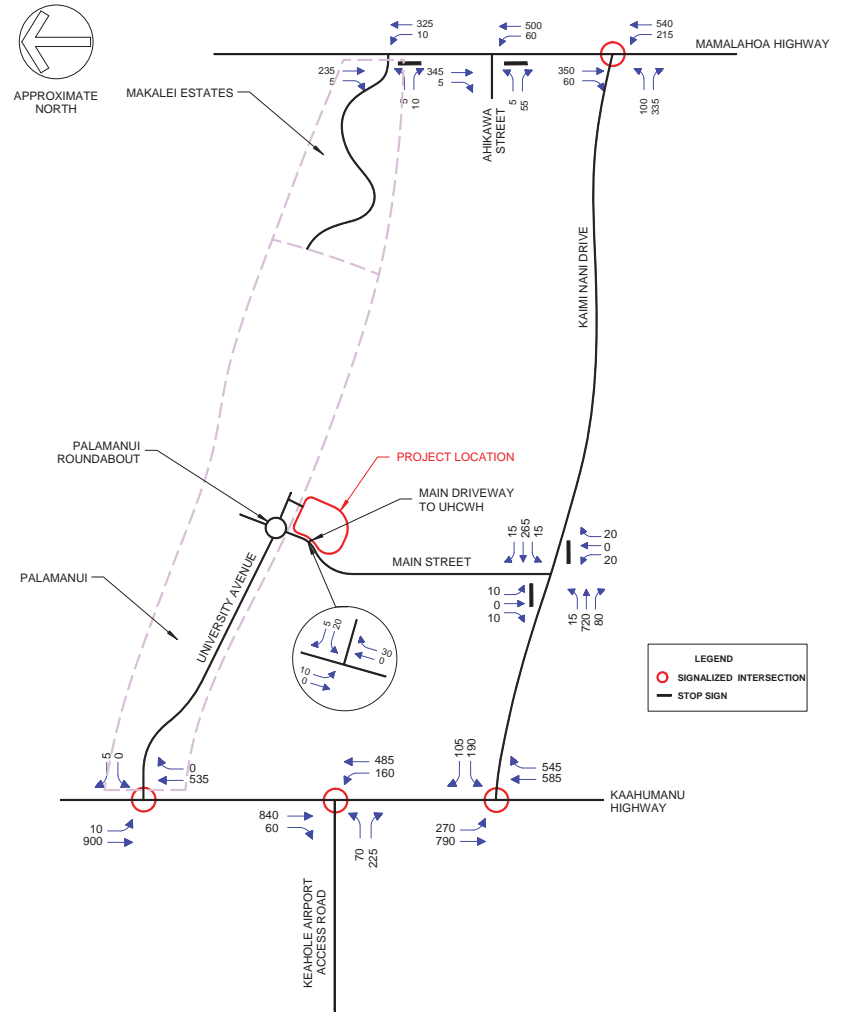 APPROXIMATE
NORTH
325
10
500
60
540
215
MAMALAHOA HIGHWAY
MAKALEI ESTATES
235
5
5
10
345
5
AHIKAWA
STREET
5
55
350
60
100
335
KAIMI NANI DRIVE
PALAMANUI
ROUNDABOUT
PROJECT LOCATION
MAIN DRIVEWAY
TO UHCWH
MAIN STREET
15
265
15
20
0
20
10
0
10
15
720
80
PALAMANUI
UNIVERSITY AVENUE
5
20
30
0
10
0
LEGEND
SIGNALIZED INTERSECTION
STOP SIGN
5
0
0
535
10
900
485
160
840
60
70
225
KEAHOLE AIRPORT
ACCESS ROAD
105
190
545
585
270
790
KAAHUMANU
HIGHWAY